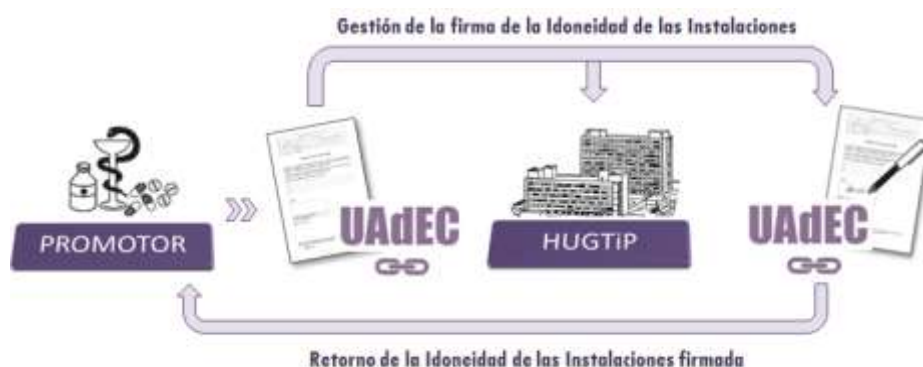 Gestión de la firma de la Idoneidad de las Instalaciones
UAdEC
UAdEC
PROMOTOR
HUGTiP
Retorno de la Idoneidad de las Instalaciones firmada